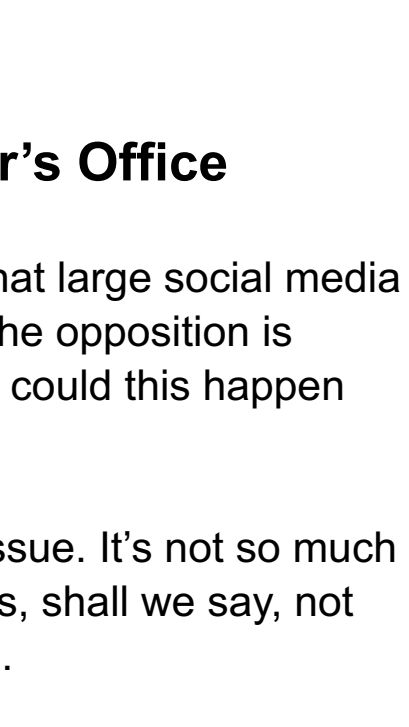 r’s Office
hat large social media
he opposition is
could this happen
ssue. It’s not so much
s, shall we say, not
.